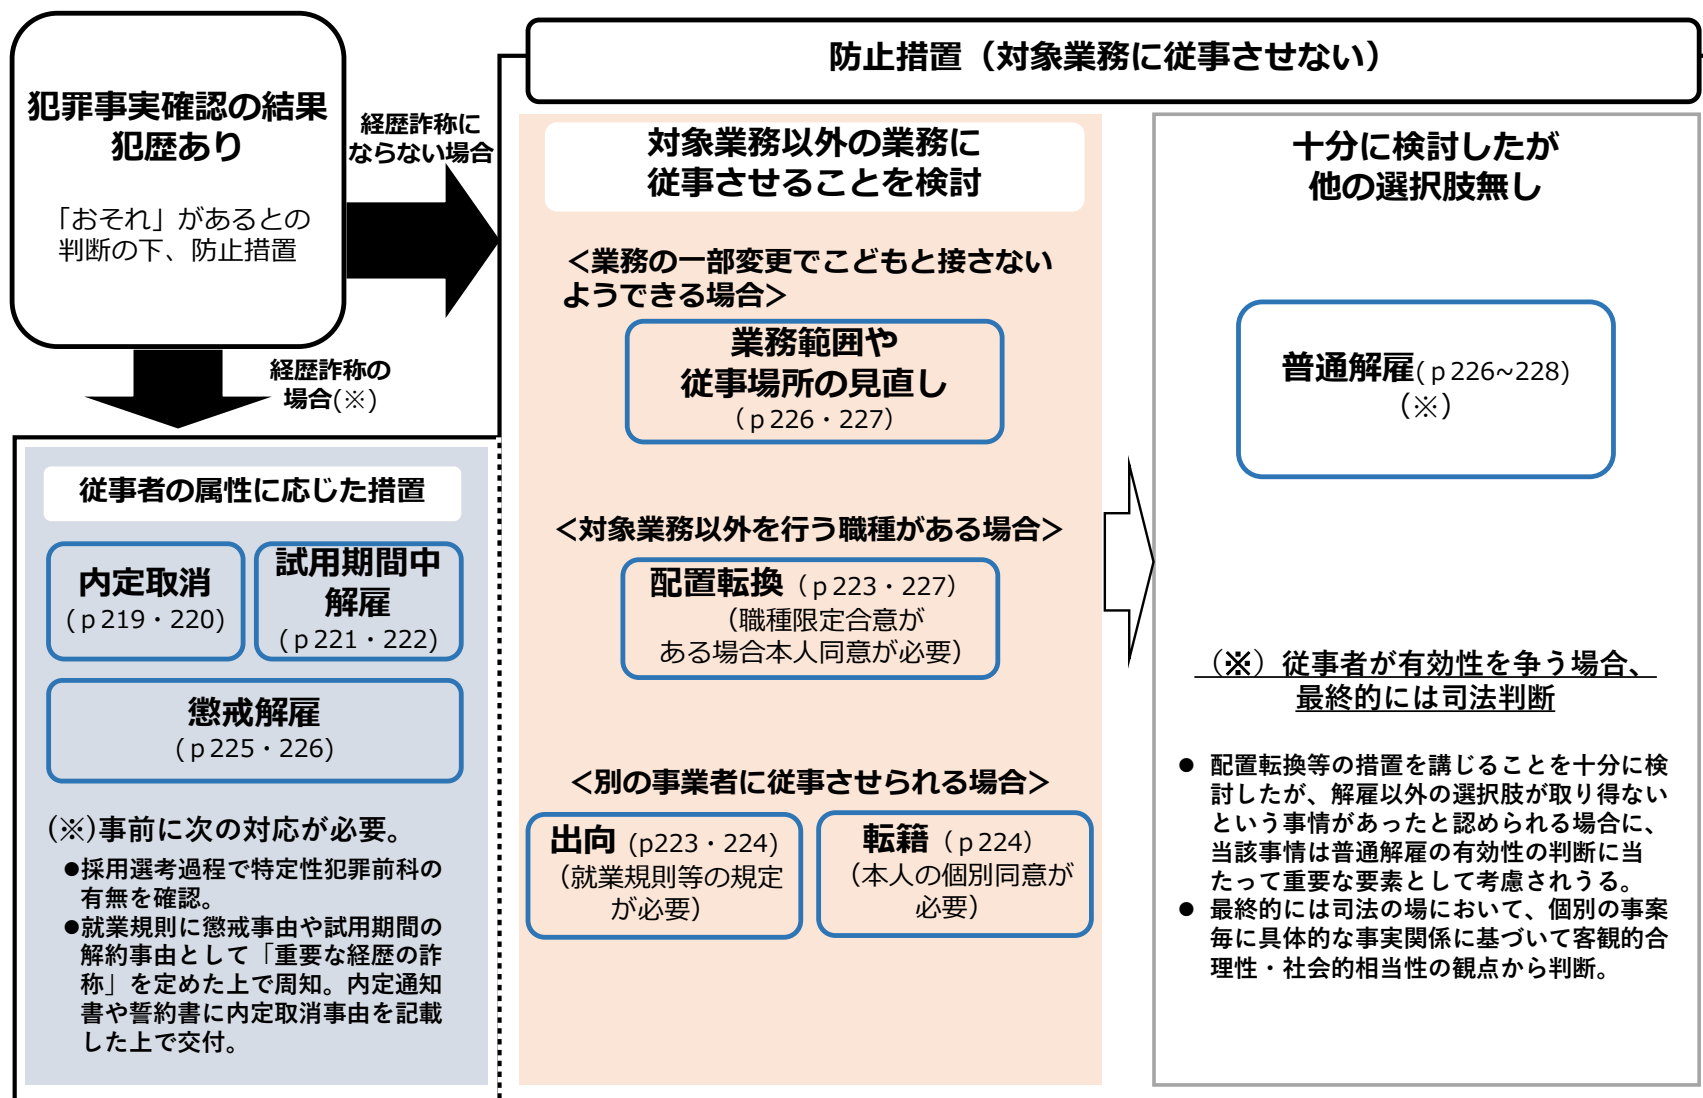 犯罪事実確認の結果
犯歴あり
「おそれ」があるとの
判断の下、防止措置
経歴詐称に
ならない場合
経歴詐称の
場合(※)
従事者の属性に応じた措置
内定取消
(ｐ219・220)
試用期間中
解雇
(ｐ221・222)
懲戒解雇
(ｐ225・226)
(※)事前に次の対応が必要。
●採用選考過程で特定性犯罪前科の
有無を確認。
●就業規則に懲戒事由や試用期間の
解約事由として「重要な経歴の詐
称」を定めた上で周知。内定通知
書や誓約書に内定取消事由を記載
した上で交付。
防止措置（対象業務に従事させない）
対象業務以外の業務に
従事させることを検討
＜業務の一部変更でこどもと接さない
ようできる場合＞
業務範囲や
従事場所の見直し
（ｐ226・227）
＜対象業務以外を行う職種がある場合＞
配置転換（ｐ223・227）
（職種限定合意が
ある場合本人同意が必要）
＜別の事業者に従事させられる場合＞
出向（p223・224）
（就業規則等の規定
が必要）
転籍（ｐ224）
（本人の個別同意が
必要）
十分に検討したが
他の選択肢無し
普通解雇(ｐ226~228)
（※）
（※）従事者が有効性を争う場合、
最終的には司法判断
● 配置転換等の措置を講じることを十分に検
討したが、解雇以外の選択肢が取り得ない
という事情があったと認められる場合に、
当該事情は普通解雇の有効性の判断に当
たって重要な要素として考慮されうる。
● 最終的には司法の場において、個別の事案
毎に具体的な事実関係に基づいて客観的合
理性・社会的相当性の観点から判断。